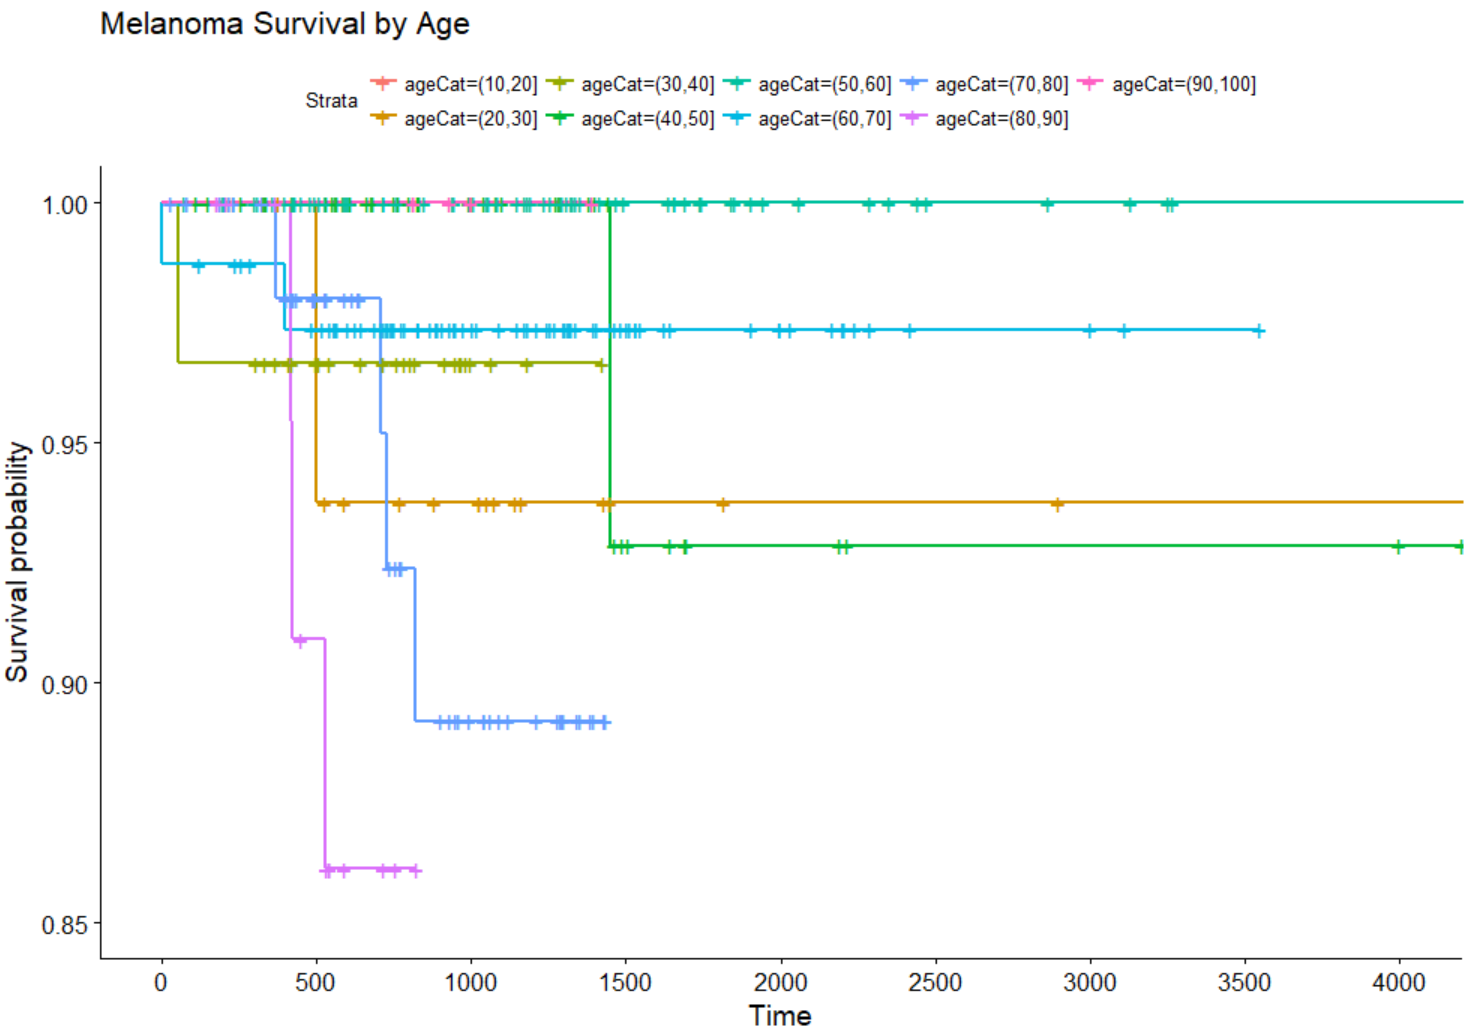 Melanoma Survival by Age
Strata
ageCat=(10,20] ageCat=(30,40] ageCat=(50,60] ageCat=(70,80] ageCat=(90,100]
ageCat=(20,30] ageCat=(40,50] ageCat=(60,70] ageCat=(80,90]
Survival probability
1.00
0.95
0.90
0.85
0 500 1000 1500 2000 2500 3000 3500 4000
Time